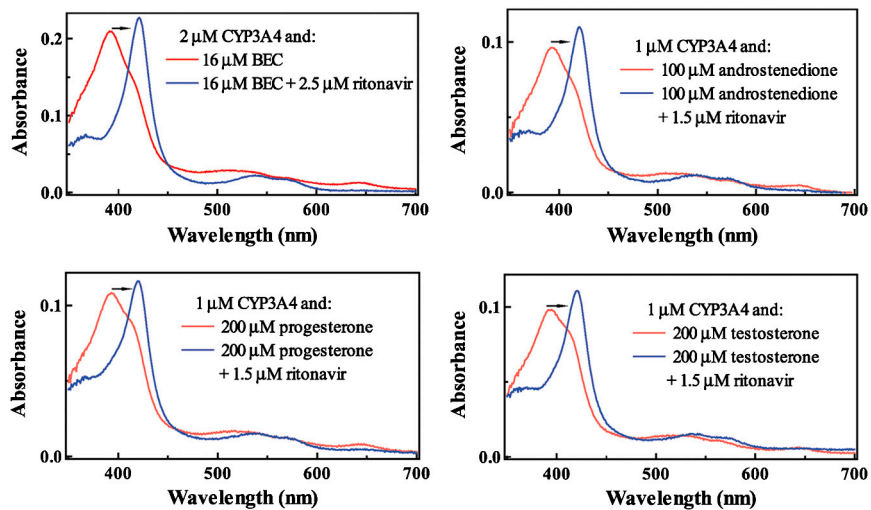 2 μM CYP3A4 and:
16 μM BEC
16 μM BEC + 2.5 μM ritonavir
Absorbance
0.2
0.1
0.0
400
500
600
700
Wavelength (nm)
1 μM CYP3A4 and:
100 μM androstenedione
100 μM androstenedione
+ 1.5 μM ritonavir
Absorbance
0.1
0.0
400
500
600
700
Wavelength (nm)
1 μM CYP3A4 and:
200 μM progesterone
200 μM progesterone
+ 1.5 μM ritonavir
Absorbance
0.1
0.0
400
500
600
700
Wavelength (nm)
1 μM CYP3A4 and:
200 μM testosterone
200 μM testosterone
+ 1.5 μM ritonavir
Absorbance
0.1
0.0
400
500
600
700
Wavelength (nm)